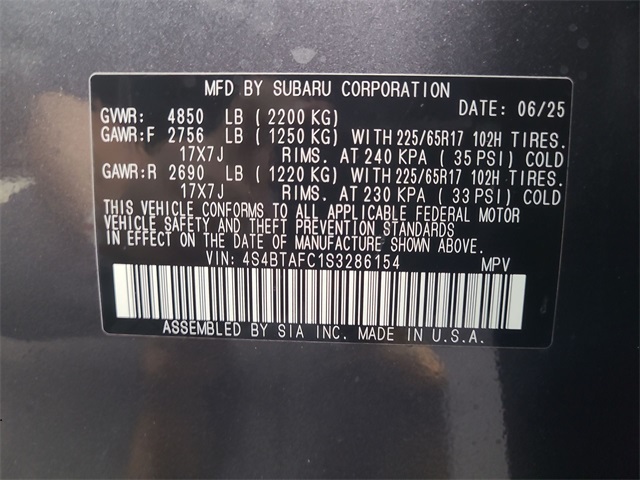 MFD BY SUBARU CORPORATION
DATE: 06/25
GVWR: 4850 LB (2200 KG)
GAWR:F 2756 LB (1250 KG) WITH 225/65R17 102H TIRES.
17X7J RIMS. AT 240 KPA (35 PSI) COLD
GAWR:R 2690 LB (1220 KG) WITH 225/65R17 102H TIRES.
17X7J RIMS. AT 230 KPA (33 PSI) COLD
THIS VEHICLE CONFORMS TO ALL APPLICABLE FEDERAL MOTOR
VEHICLE SAFETY AND THEFT PREVENTION STANDARDS
IN EFFECT ON THE DATE OF MANUFACTURE SHOWN ABOVE.
VIN: 4S4BTAFC1S3286154 MPV
ASSEMBLED BY SIA INC. MADE IN U.S.A.